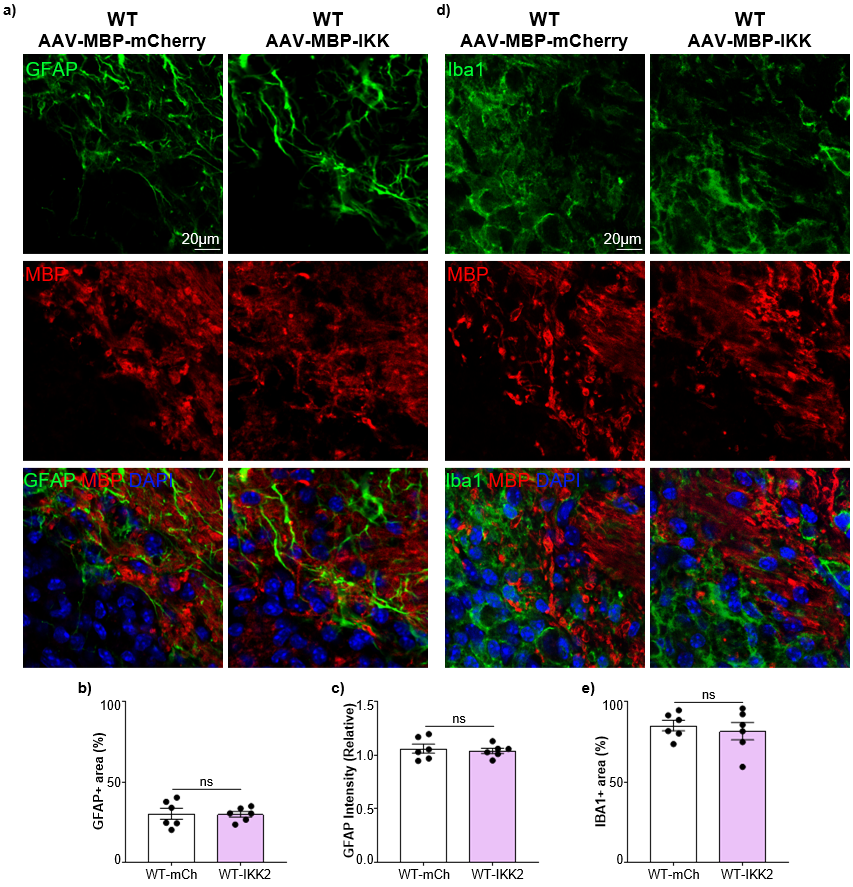 a)
WT
AAV-MBP-mCherry
WT
AAV-MBP-IKK
GFAP
20µm
MBP
GFAP MBP DAPI
d)
WT
AAV-MBP-mCherry
WT
AAV-MBP-IKK
Iba1
20µm
MBP
Iba1 MBP DAPI
b)
GFAP+ area (%)
100
50
0
ns
WT-mCh
WT-IKK2
c)
GFAP Intensity (Relative)
1.5
1.0
0.5
0.0
ns
WT-mCh
WT-IKK2
e)
IBA1+ area (%)
100
50
0
ns
WT-mCh
WT-IKK2